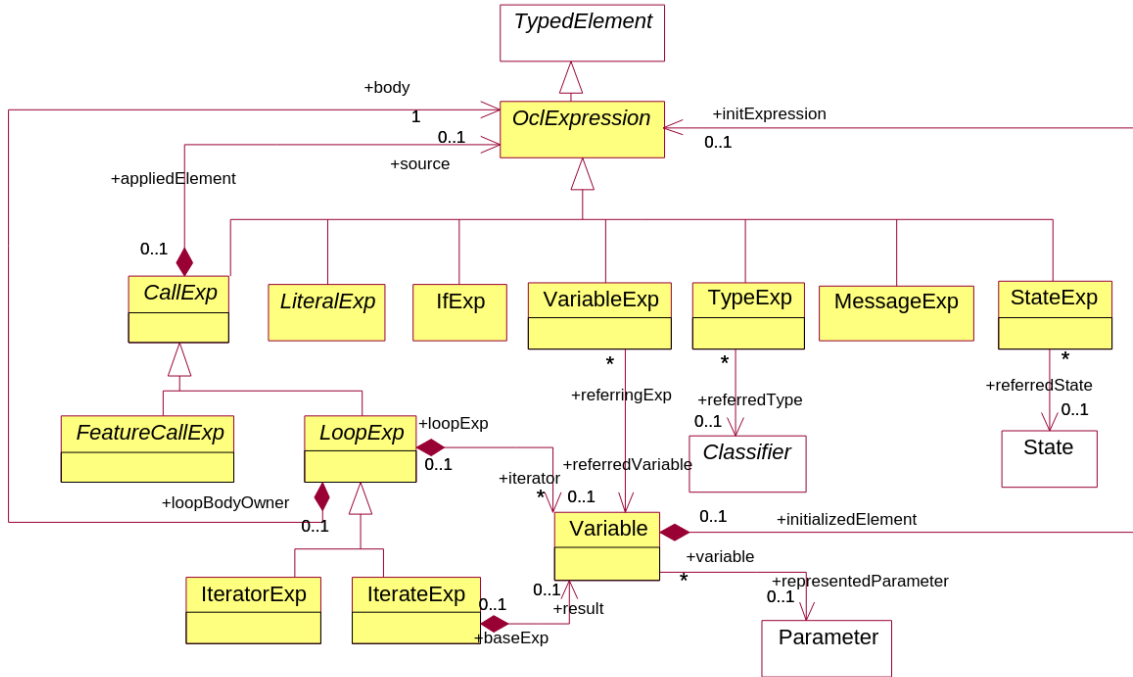 TypedElement
+body
1
OclExpression
+initExpression
0..1
0..1
+source
+appliedElement
0..1
CallExp
LiteralExp
IfExp
VariableExp
TypeExp
MessageExp
StateExp
*
*
*
+referringExp
+referredType
0..1
+referredState
0..1
FeatureCallExp
LoopExp
+loopExp
0..1
Classifier
State
+loopBodyOwner
0..1
+iterator
*
+referredVariable
0..1
Variable
0..1
+initializedElement
+variable
*
+representedParameter
0..1
IteratorExp
IterateExp
0..1
+baseExp
0..1
+result
Parameter